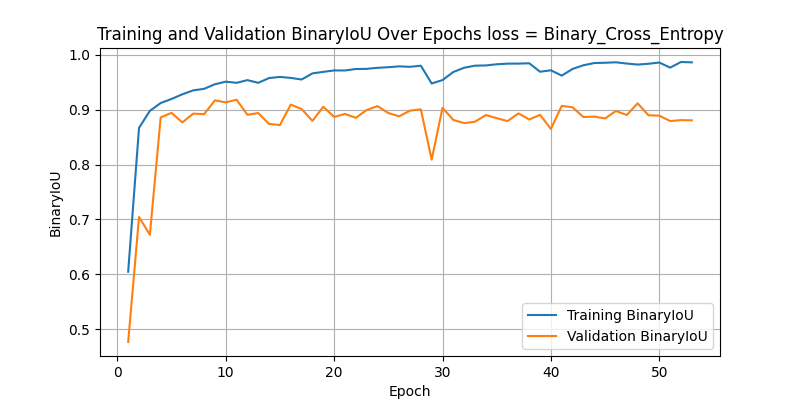 Training and Validation BinaryIoU Over Epochs loss = Binary_Cross_Entropy
1.0
0.9
0.8
0.7
0.6
0.5
BinaryIoU
0 10 20 30 40 50
Epoch
Training BinaryIoU
Validation BinaryIoU